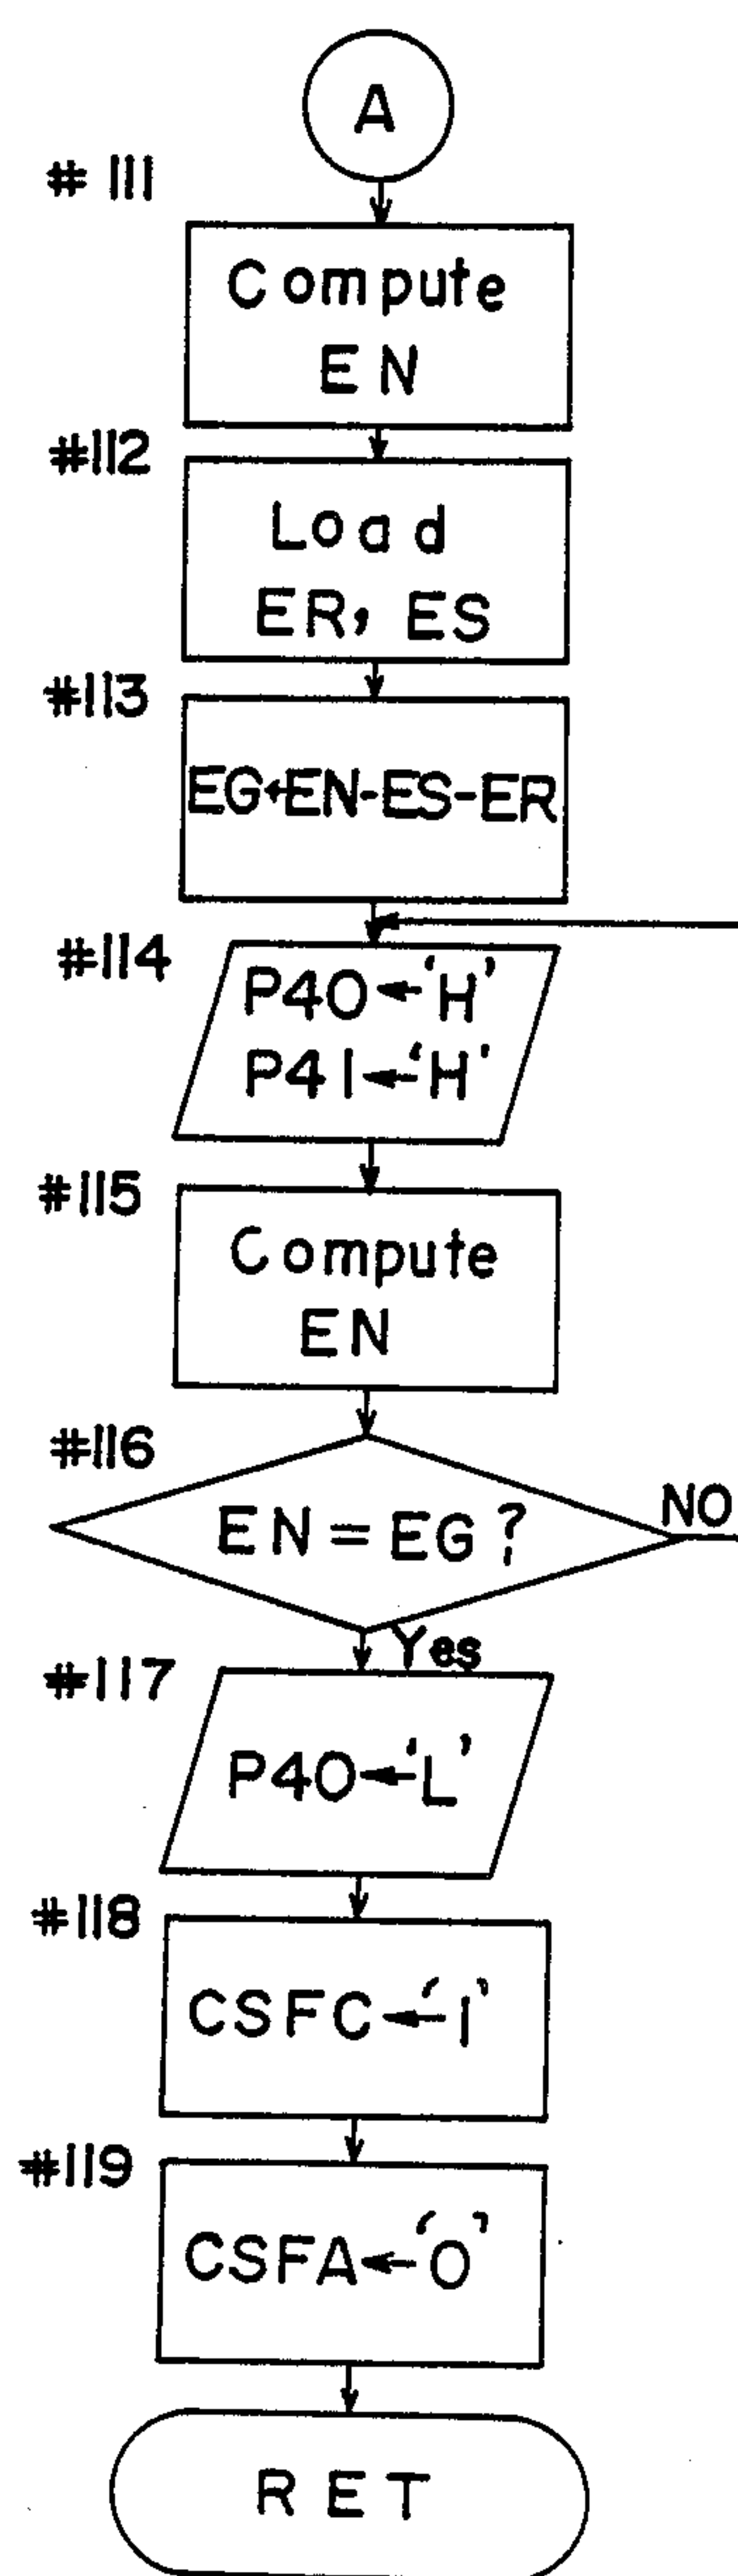 A
# 111
Compute
EN
#112
Load
ER, ES
#113
EG←EN-ES-ER
#114
P40←'H'
P41←'H'
#115
Compute
EN
#116
EN = EG ?
NO
Yes
#117
P40←'L'
#118
CSFC←'1'
#119
CSFA←'0'
RET